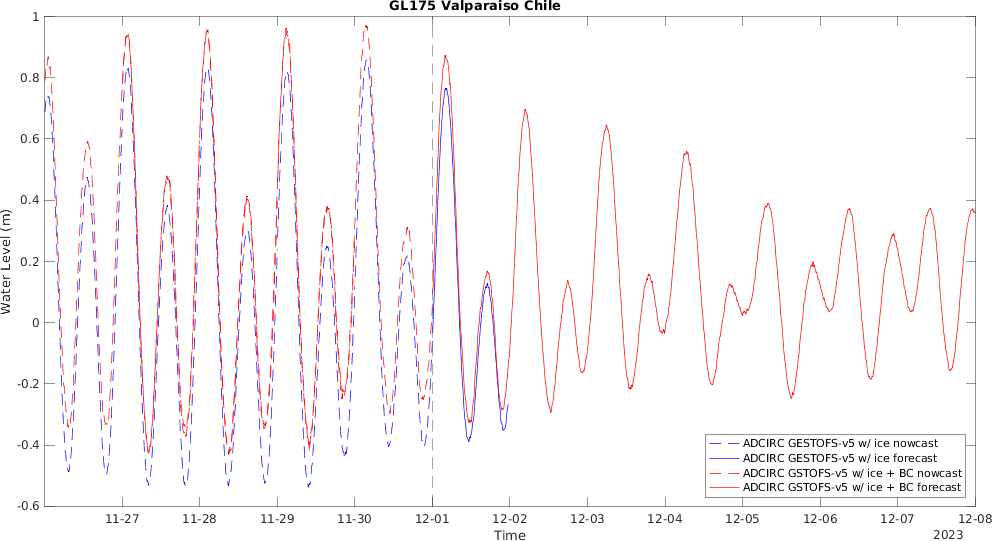 GL175 Valparaiso Chile
Water Level (m)
1
0.8
0.6
0.4
0.2
0
-0.2
-0.4
-0.6
ADCIRC GESTOFS-v5 w/ ice nowcast
ADCIRC GESTOFS-v5 w/ ice forecast
ADCIRC GSTOFS-v5 w/ ice + BC nowcast
ADCIRC GSTOFS-v5 w/ ice + BC forecast
11-27 11-28 11-29 11-30 12-01 12-02 12-03 12-04 12-05 12-06 12-07 12-08
Time
2023